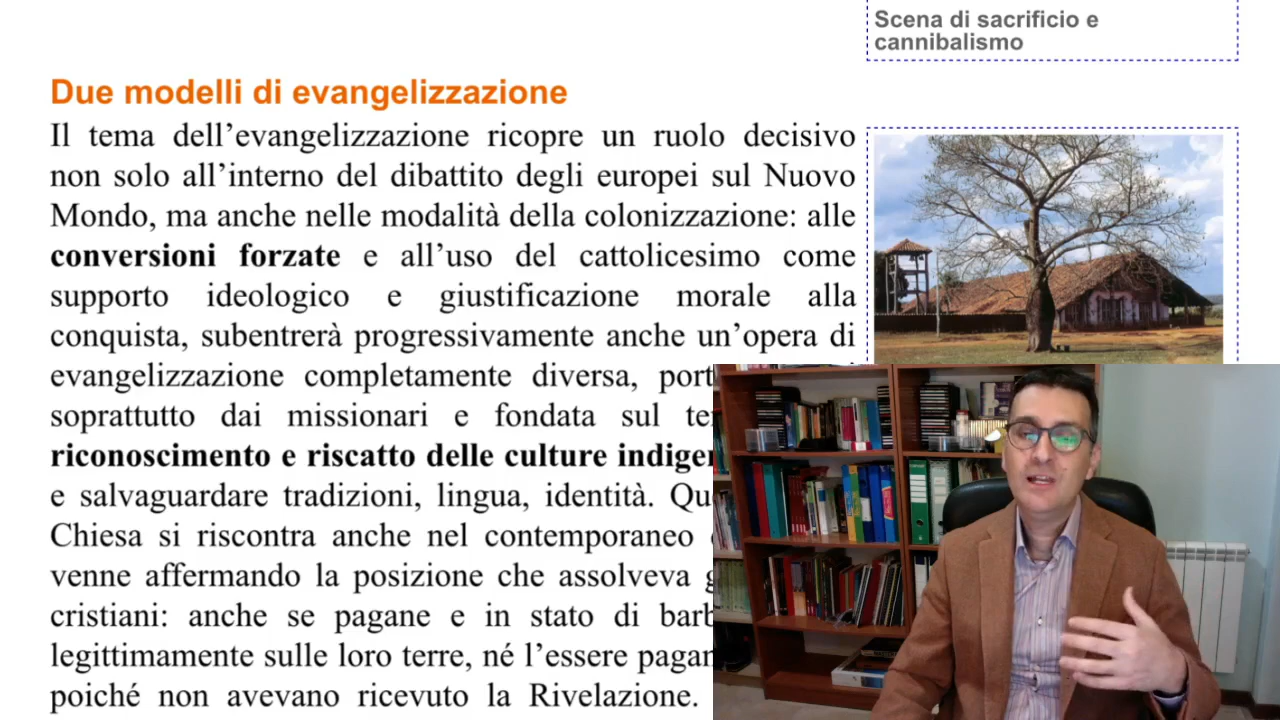 Scena di sacrificio e
cannibalismo
Due modelli di evangelizzazione
Il tema dell’evangelizzazione ricopre un ruolo decisivo
non solo all’interno del dibattito degli europei sul Nuovo
Mondo, ma anche nelle modalità della colonizzazione: alle
conversioni forzate e all’uso del cattolicesimo come
supporto ideologico e giustificazione morale alla
conquista, subentrerà progressivamente anche un’opera di
evangelizzazione completamente diversa,
soprattutto dai missionari e fondata sul
riconoscimento e riscatto delle culture
e salvaguardare tradizioni, lingua, identità.
Chiesa si riscontra anche nel contemporaneo
venne affermando la posizione che assolveva
cristiani: anche se pagane e in stato di
legittimamente sulle loro terre, né l’essere
poiché non avevano ricevuto la Rivelazione.